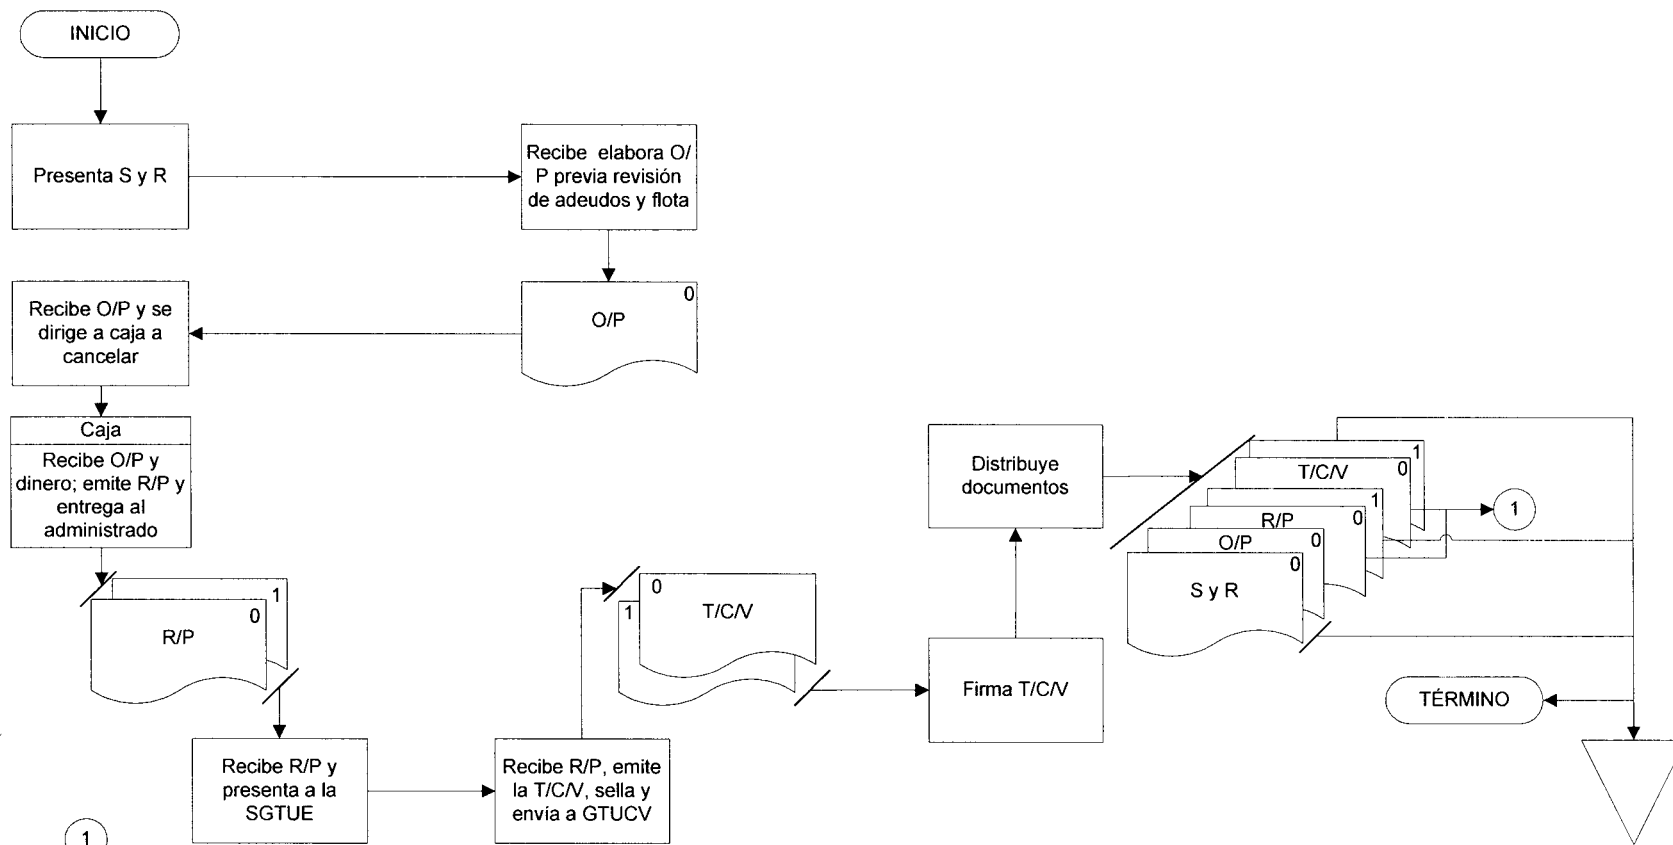 INICIO
Presenta S y R
Recibe elabora O/
P previa revisión
de adeudos y flota
0
O/P
Recibe O/P y se
dirige a caja a
cancelar
Caja
Recibe O/P y
dinero; emite R/P y
entrega al
administrado
1
0
R/P
Recibe R/P y
presenta a la
SGTUE
Recibe R/P, emite
la T/C/V, sella y
envía a GTUCV
0
1
T/C/V
Firma T/C/V
Distribuye
documentos
1
T/C/V
0
1
R/P
0
O/P
0
0
S y R
1
TÉRMINO
1